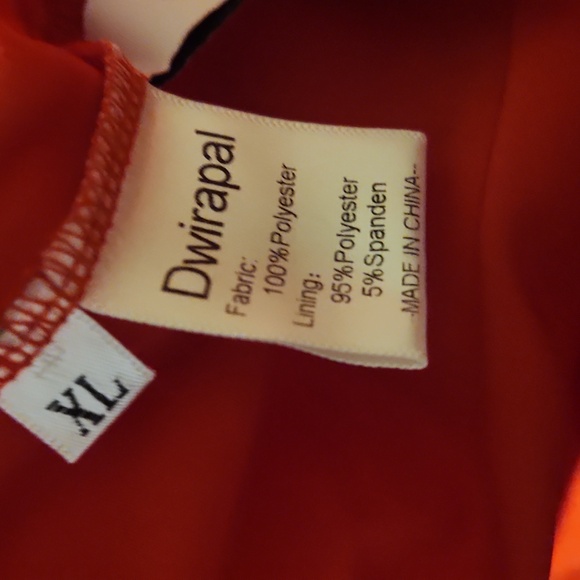 Dwirapal
Fabric:
100%Polyester
Lining:
95%Polyester
5%Spanden
-MADE IN CHINA--
XL